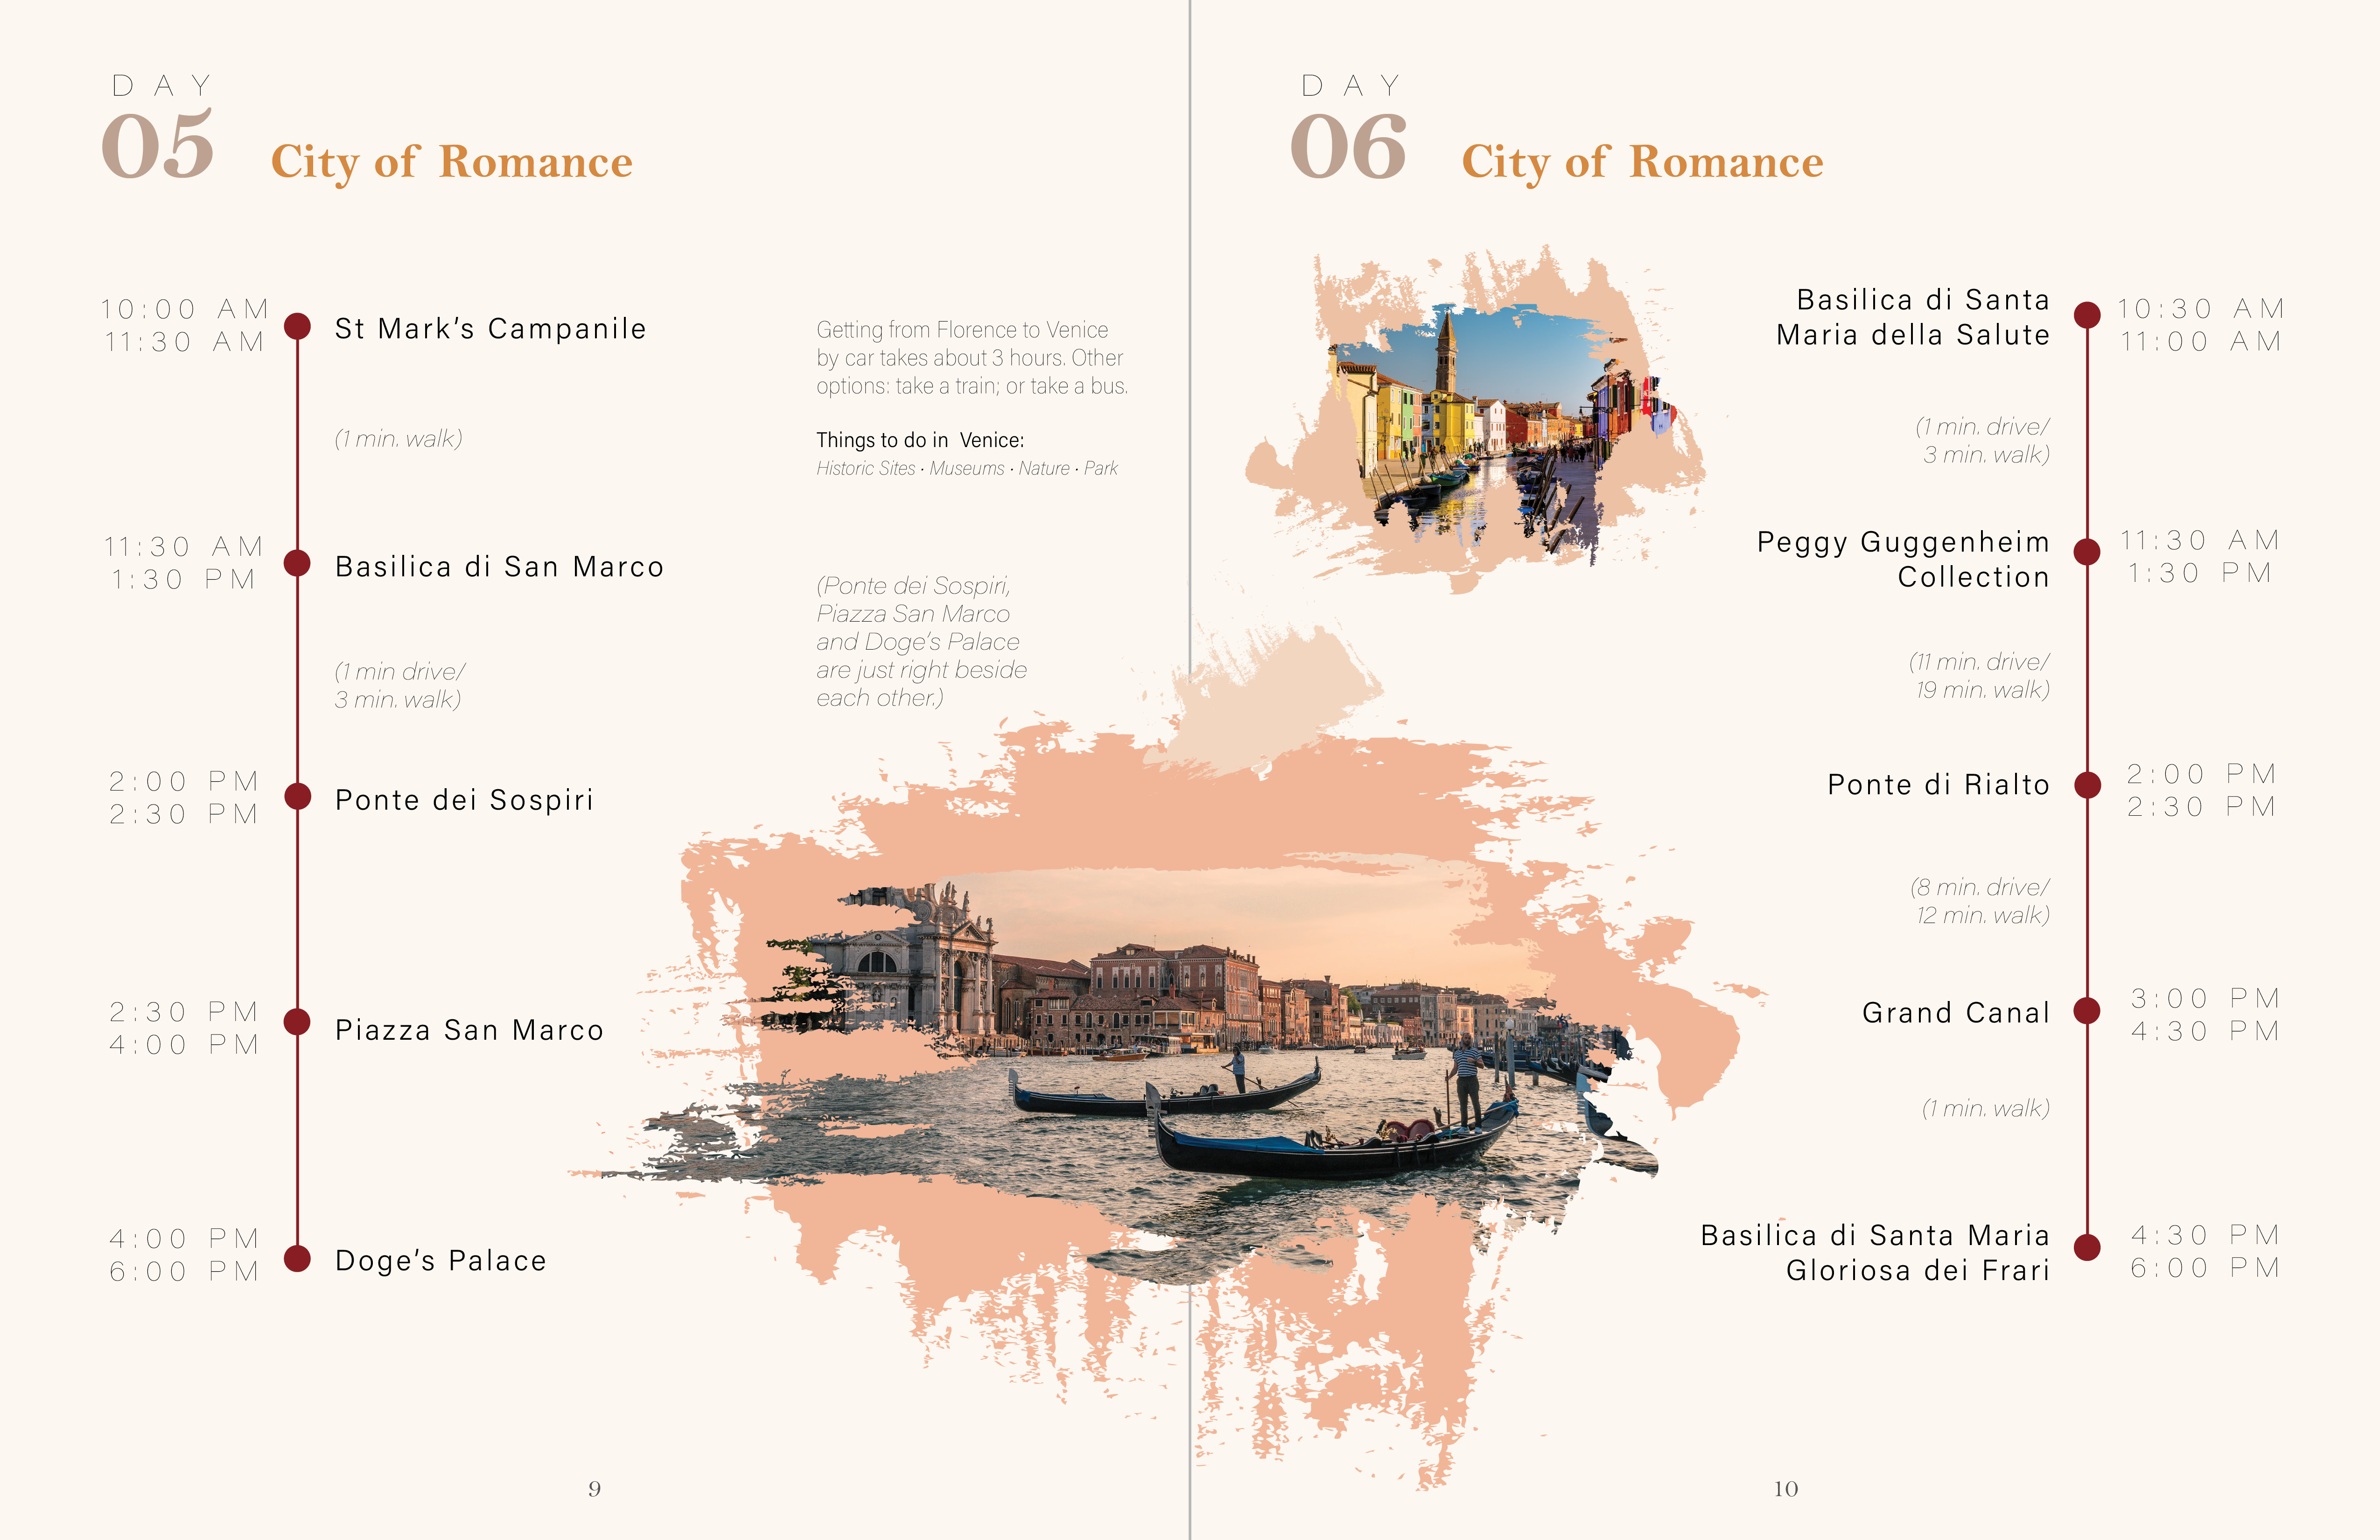 DAY
05
City of Romance
10:00 AM
11:30 AM
St Mark’s Campanile
(1 min. walk)
11:30 AM
1:30 PM
Basilica di San Marco
(1 min drive/
3 min. walk)
2:00 PM
2:30 PM
Ponte dei Sospiri
2:30 PM
4:00 PM
Piazza San Marco
4:00 PM
6:00 PM
Doge’s Palace
Getting from Florence to Venice
by car takes about 3 hours. Other
options: take a train; or take a bus.
Things to do in Venice:
Historic Sites · Museums · Nature · Park
(Ponte dei Sospiri,
Piazza San Marco
and Doge’s Palace
are just right beside
each other.)
9
DAY
06
City of Romance
Basilica di Santa
Maria della Salute
10:30 AM
11:00 AM
(1 min. drive/
3 min. walk)
Peggy Guggenheim
Collection
11:30 AM
1:30 PM
(11 min. drive/
19 min. walk)
Ponte di Rialto
2:00 PM
2:30 PM
(8 min. drive/
12 min. walk)
Grand Canal
3:00 PM
4:30 PM
(1 min. walk)
Basilica di Santa Maria
Gloriosa dei Frari
4:30 PM
6:00 PM
10